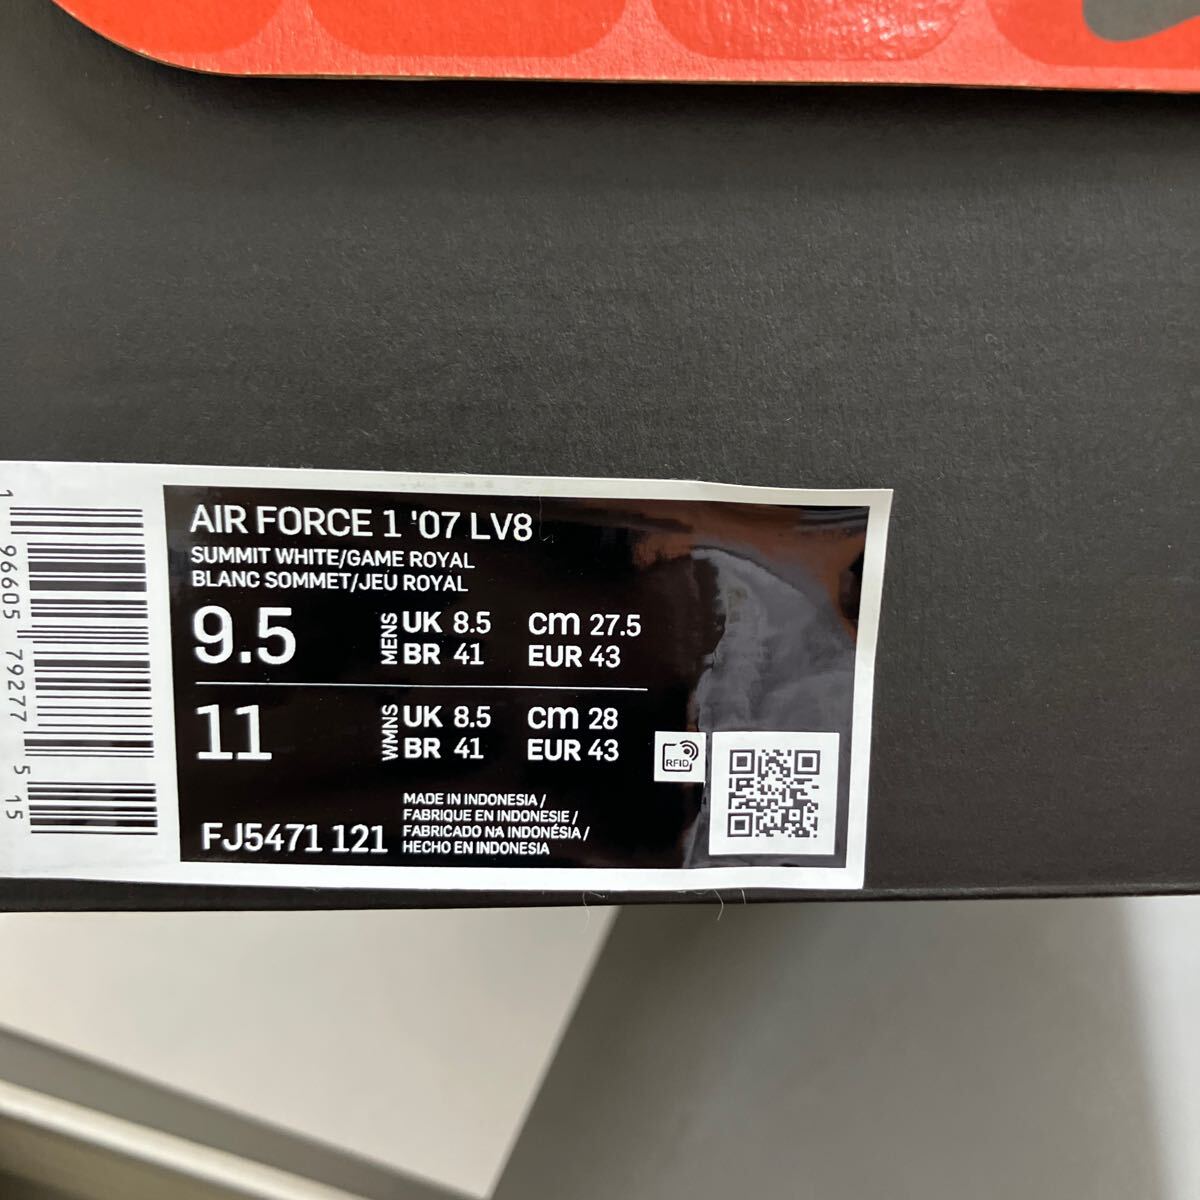 AIR FORCE 1 '07 LV8
SUMMIT WHITE/GAME ROYAL
BLANC SOMMET/JEU ROYAL
9.5 MENS UK 8.5 cm 27.5
BR 41 EUR 43
11 WMNS UK 8.5 cm 28
BR 41 EUR 43
RFID
MADE IN INDONESIA /
FABRIQUE EN INDONESIE /
FABRICADO NA INDONÉSIA /
HECHO EN INDONESIA
FJ5471 121
1 96605 79277 5 15